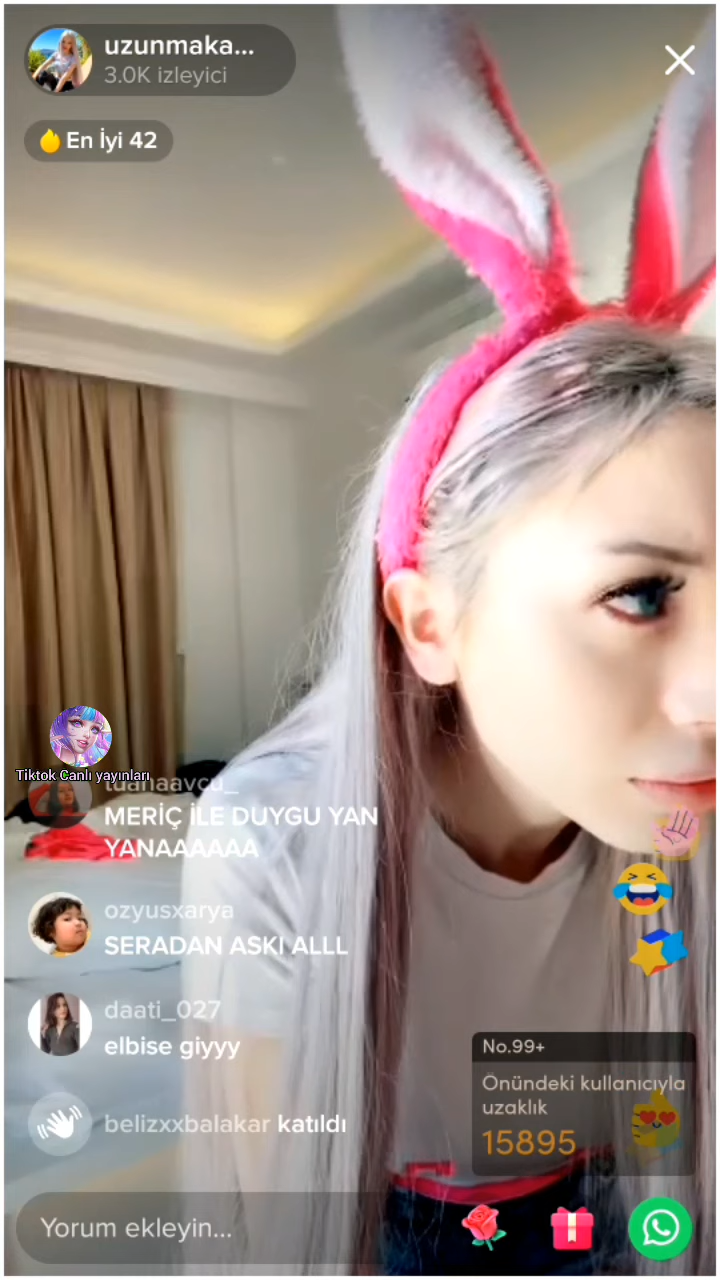 uzunmaka...
3.0K izleyici
En İyi 42
Tiktok Canlı yayınları
tuanaavcu_
MERİÇ İLE DUYGU YAN
YANAAAAAA
ozyusxarya
SERADAN ASKI ALLL
daati_027
elbise giyyy
belizxxbalakar katıldı
No.99+
Önündeki kullanıcıyla
uzaklık
15895
Yorum ekleyin...